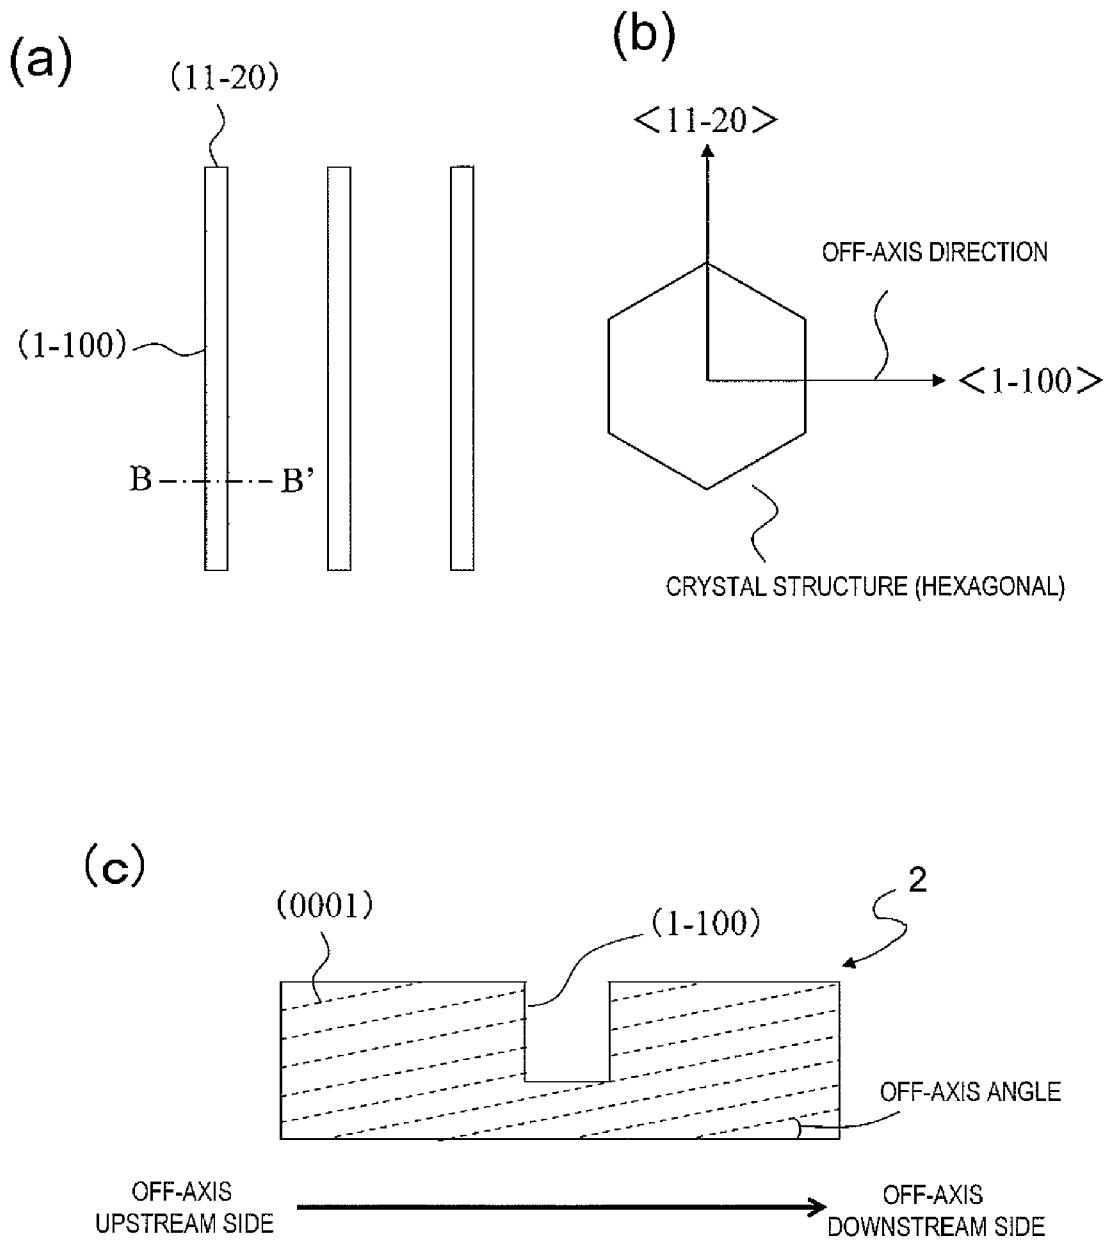 (a)
(11-20)
(1-100)
B
B'
(b)
<11-20>
OFF-AXIS DIRECTION
<1-100>
CRYSTAL STRUCTURE (HEXAGONAL)
(c)
(0001)
(1-100)
2
OFF-AXIS ANGLE
OFF-AXIS
UPSTREAM SIDE
OFF-AXIS
DOWNSTREAM SIDE